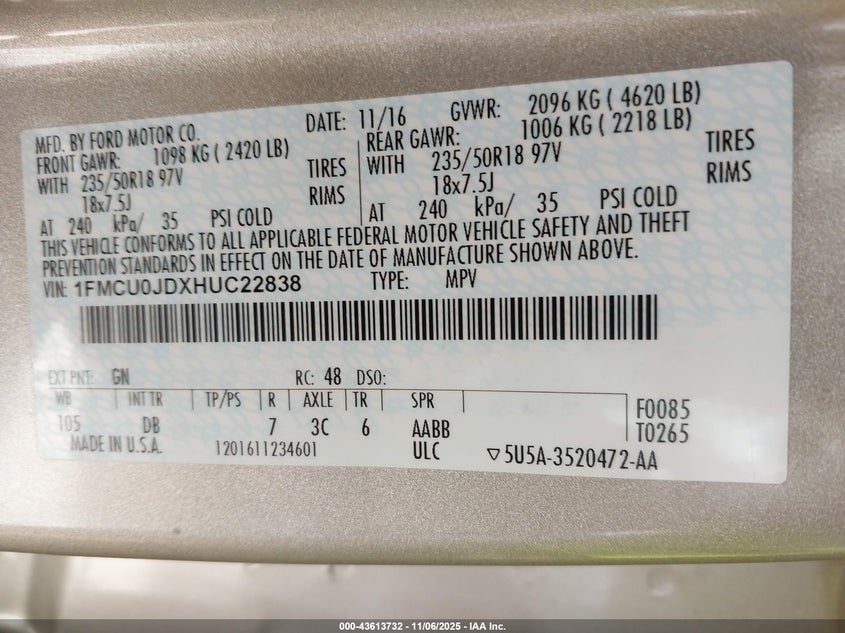 MFD. BY FORD MOTOR CO. DATE: 11/16 GVWR: 2096 KG ( 4620 LB)
FRONT GAWR: 1098 KG ( 2420 LB) REAR GAWR: 1006 KG ( 2218 LB)
WITH 235/50R18 97V TIRES WITH 235/50R18 97V TIRES
18x7.5J RIMS 18x7.5J RIMS
AT 240 kPa/ 35 PSI COLD AT 240 kPa/ 35 PSI COLD
THIS VEHICLE CONFORMS TO ALL APPLICABLE FEDERAL MOTOR VEHICLE SAFETY AND THEFT
PREVENTION STANDARDS IN EFFECT ON THE DATE OF MANUFACTURE SHOWN ABOVE.
VIN: 1FMCU0JDXHUC22838 TYPE: MPV
EXT PNT: GN RC: 48 DSO:
WB INT TR TP/PS R AXLE TR SPR
105 DB 7 3C 6 AABB
F0085
T0265
MADE IN U.S.A. 1201611234601 ULC ▽5U5A-3520472-AA
000-43613732 - 11/06/2025 - IAA Inc.